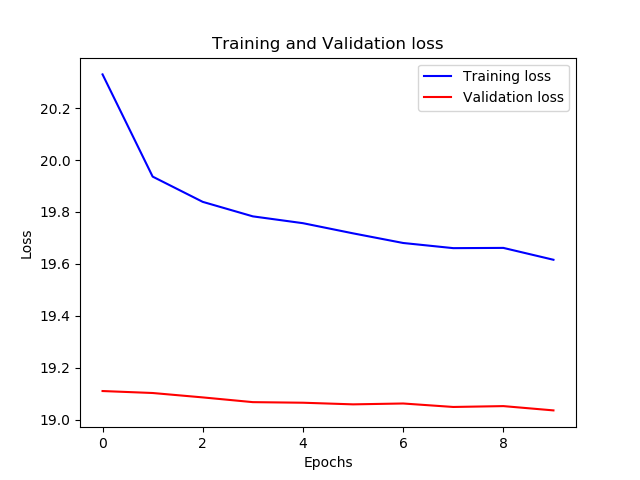 Training and Validation loss
Training loss
Validation loss
Loss
20.2
20.0
19.8
19.6
19.4
19.2
19.0
0 2 4 6 8
Epochs